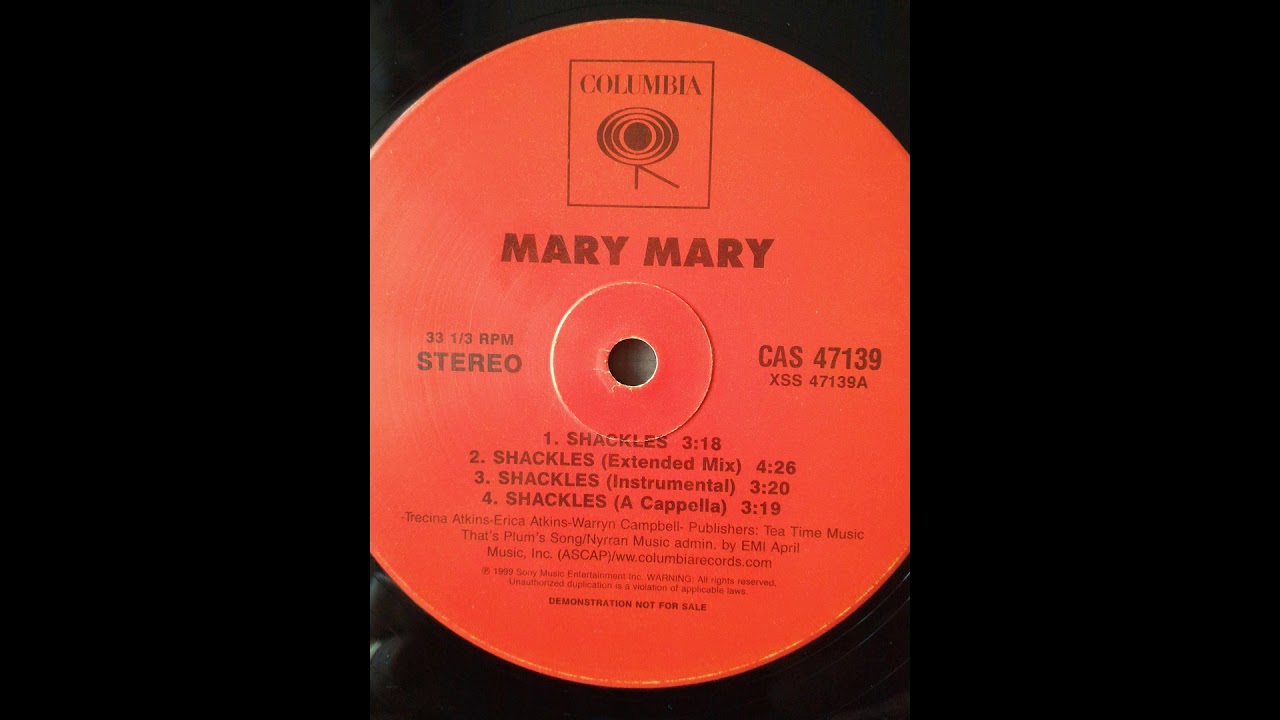 COLUMBIA
MARY MARY
33 1/3 RPM
STEREO
CAS 47139
XSS 47139A
1. SHACKLES 3:18
2. SHACKLES (Extended Mix) 4:26
3. SHACKLES (Instrumental) 3:20
4. SHACKLES (A Cappella) 3:19
-Trecina Atkins-Erica Atkins-Warryn Campbell- Publishers: Tea Time Music
That's Plum's Song/Nyrran Music admin. by EMI April
Music, Inc. (ASCAP)/ww.columbiarecords.com
℗ 1999 Sony Music Entertainment Inc. WARNING: All rights reserved.
Unauthorized duplication is a violation of applicable laws.
DEMONSTRATION NOT FOR SALE